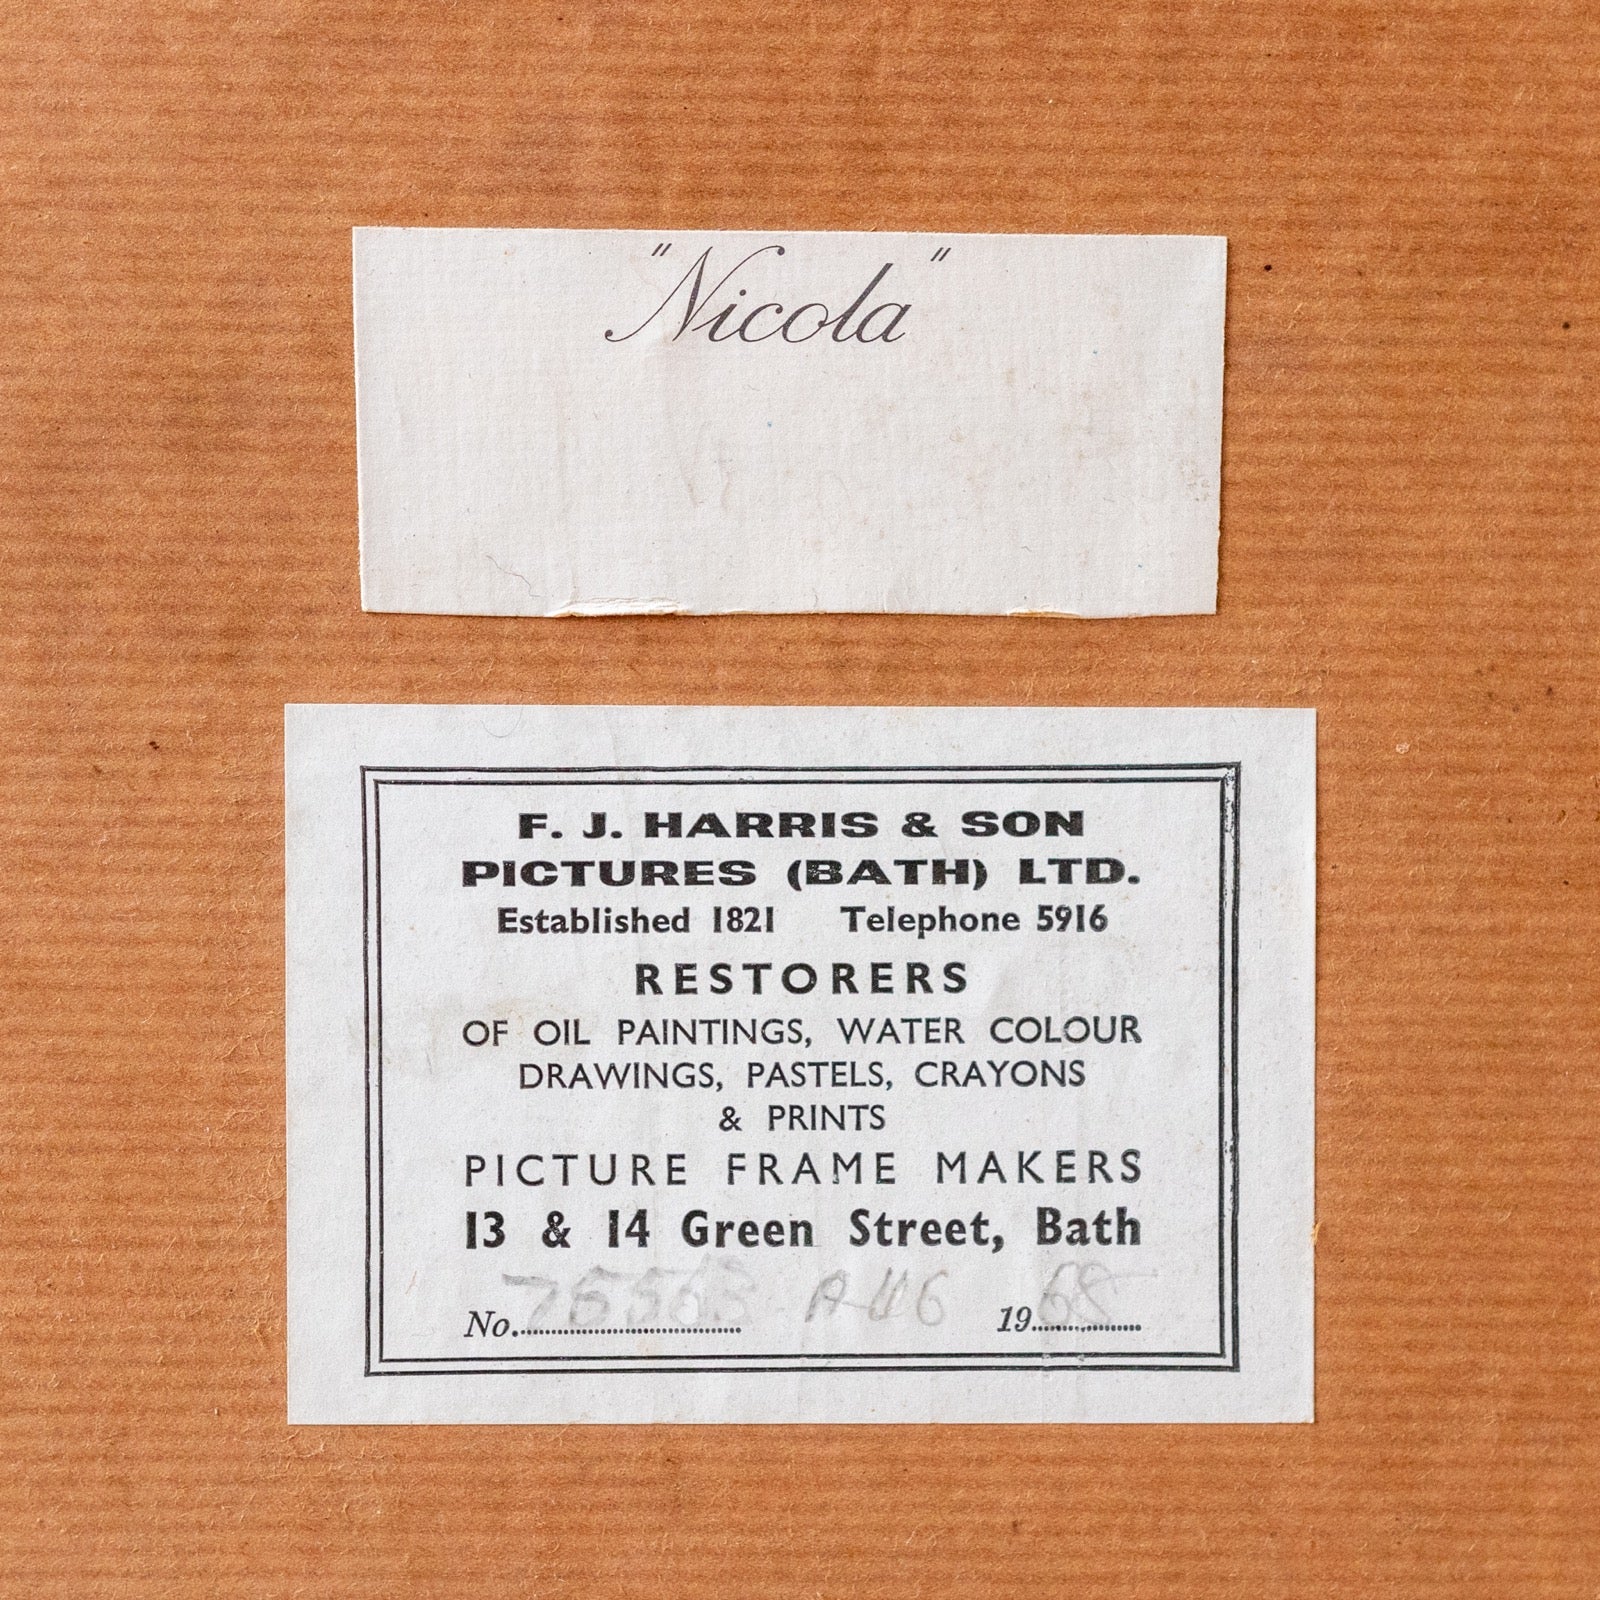 "Nicola"
F. J. HARRIS & SON
PICTURES (BATH) LTD.
Established 1821 Telephone 5916
RESTORERS
OF OIL PAINTINGS, WATER COLOUR
DRAWINGS, PASTELS, CRAYONS
& PRINTS
PICTURE FRAME MAKERS
13 & 14 Green Street, Bath
No. 19 68